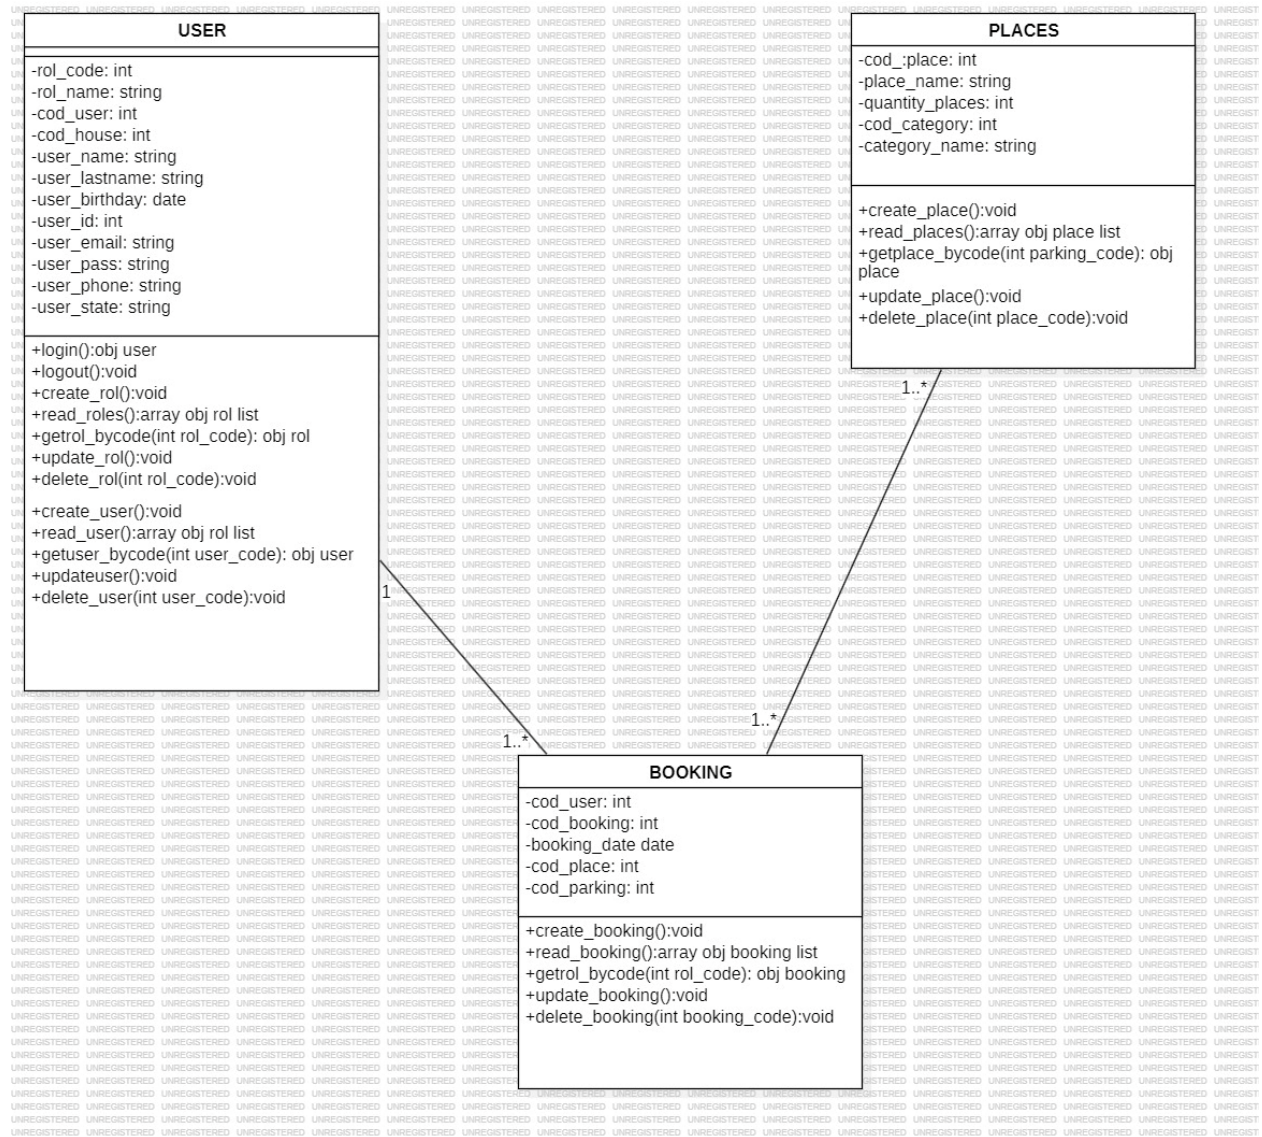 USER
-rol_code: int
-rol_name: string
-cod_user: int
-cod_house: int
-user_name: string
-user_lastname: string
-user_birthday: date
-user_id: int
-user_email: string
-user_pass: string
-user_phone: string
-user_state: string
+login():obj user
+logout():void
+create_rol():void
+read_roles():array obj rol list
+getrol_bycode(int rol_code): obj rol
+update_rol():void
+delete_rol(int rol_code):void
+create_user():void
+read_user():array obj rol list
+getuser_bycode(int user_code): obj user
+updateuser():void
+delete_user(int user_code):void
PLACES
-cod_:place: int
-place_name: string
-quantity_places: int
-cod_category: int
-category_name: string
+create_place():void
+read_places():array obj place list
+getplace_bycode(int parking_code): obj
place
+update_place():void
+delete_place(int place_code):void
1..*
1
1..*
1..*
BOOKING
-cod_user: int
-cod_booking: int
-booking_date date
-cod_place: int
-cod_parking: int
+create_booking():void
+read_booking():array obj booking list
+getrol_bycode(int rol_code): obj booking
+update_booking():void
+delete_booking(int booking_code):void
UNREGISTERED